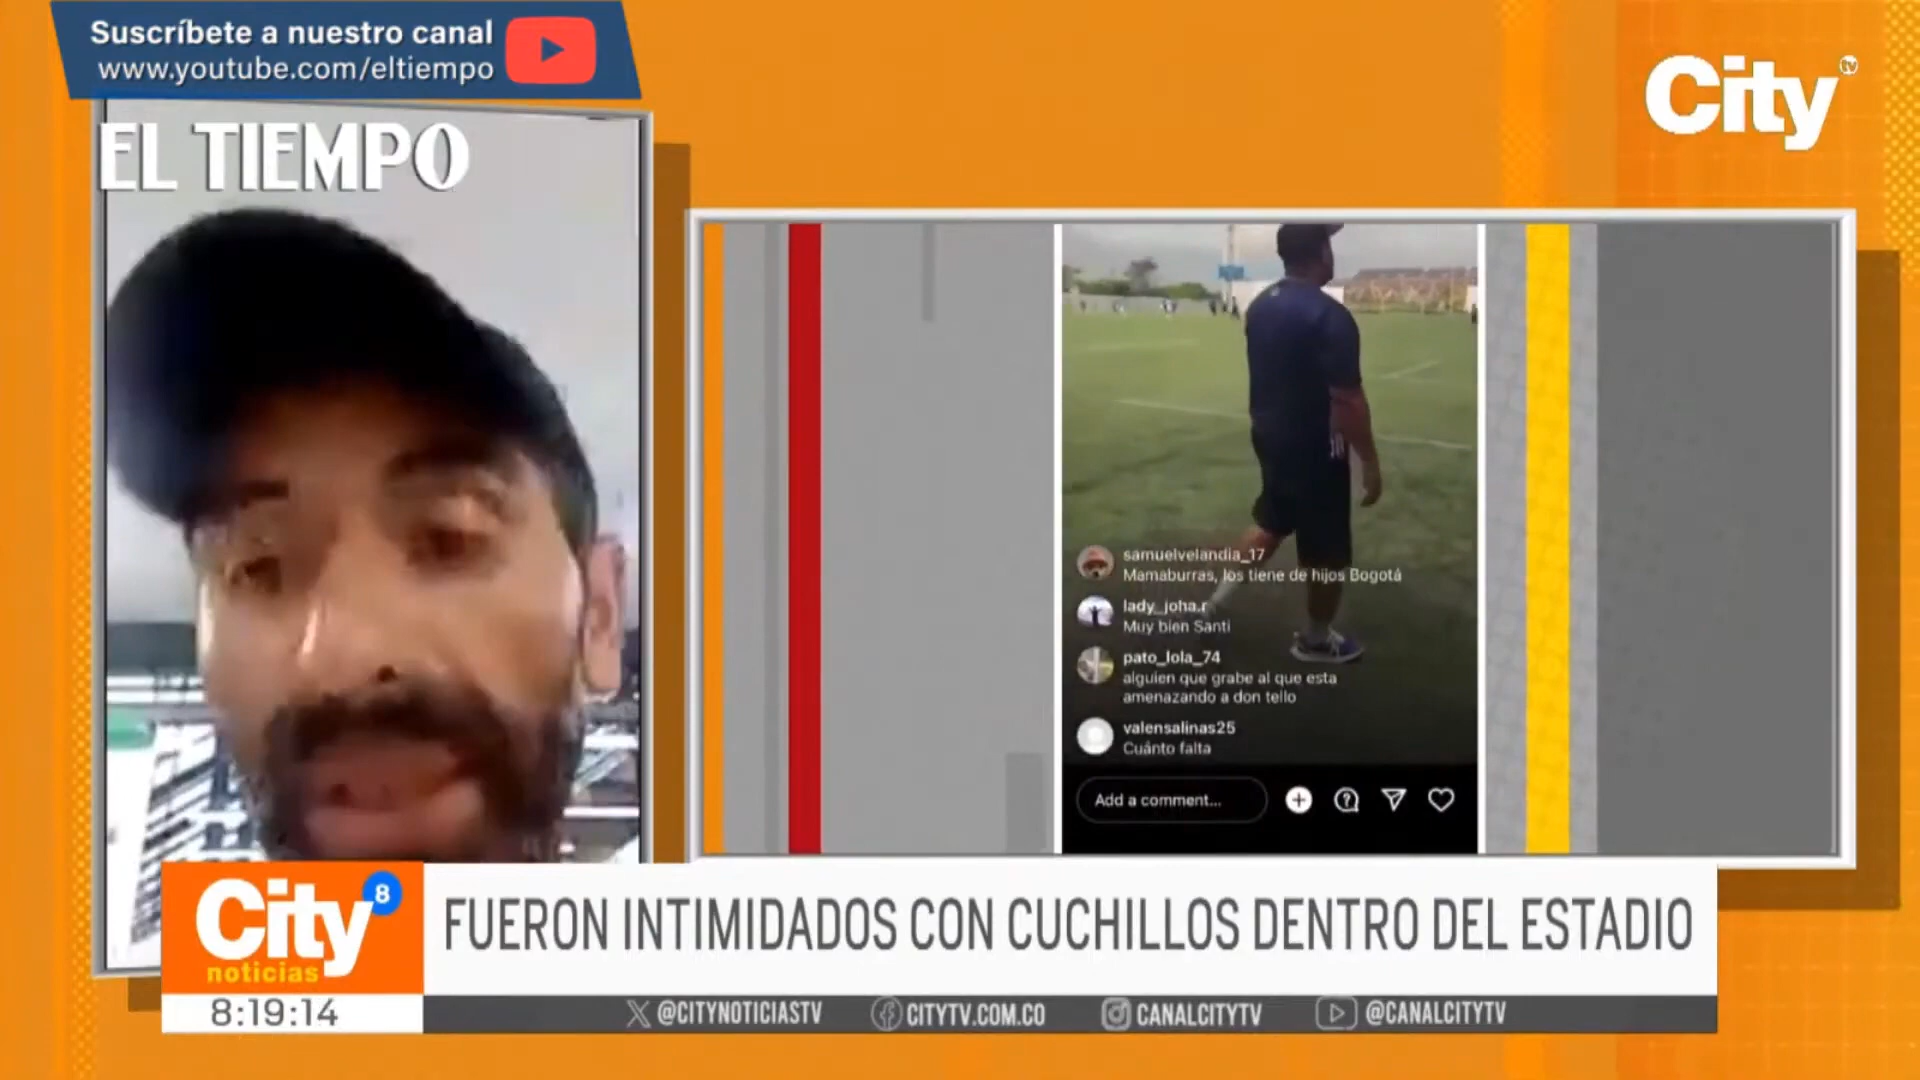 Suscríbete a nuestro canal
www.youtube.com/eltiempo
EL TIEMPO
City tv
samuelvelandia_17
Mamaburras, los tiene de hijos Bogotá
lady_joha.r
Muy bien Santi
pato_lola_74
alguien que grabe al que esta
amenazando a don tello
valensalinas25
Cuánto falta
Add a comment...
City 8
noticias
FUERON INTIMIDADOS CON CUCHILLOS DENTRO DEL ESTADIO
8:19:14
@CITYNOTICIASTV
CITYTV.COM.CO
CANALCITYTV
@CANALCITYTV